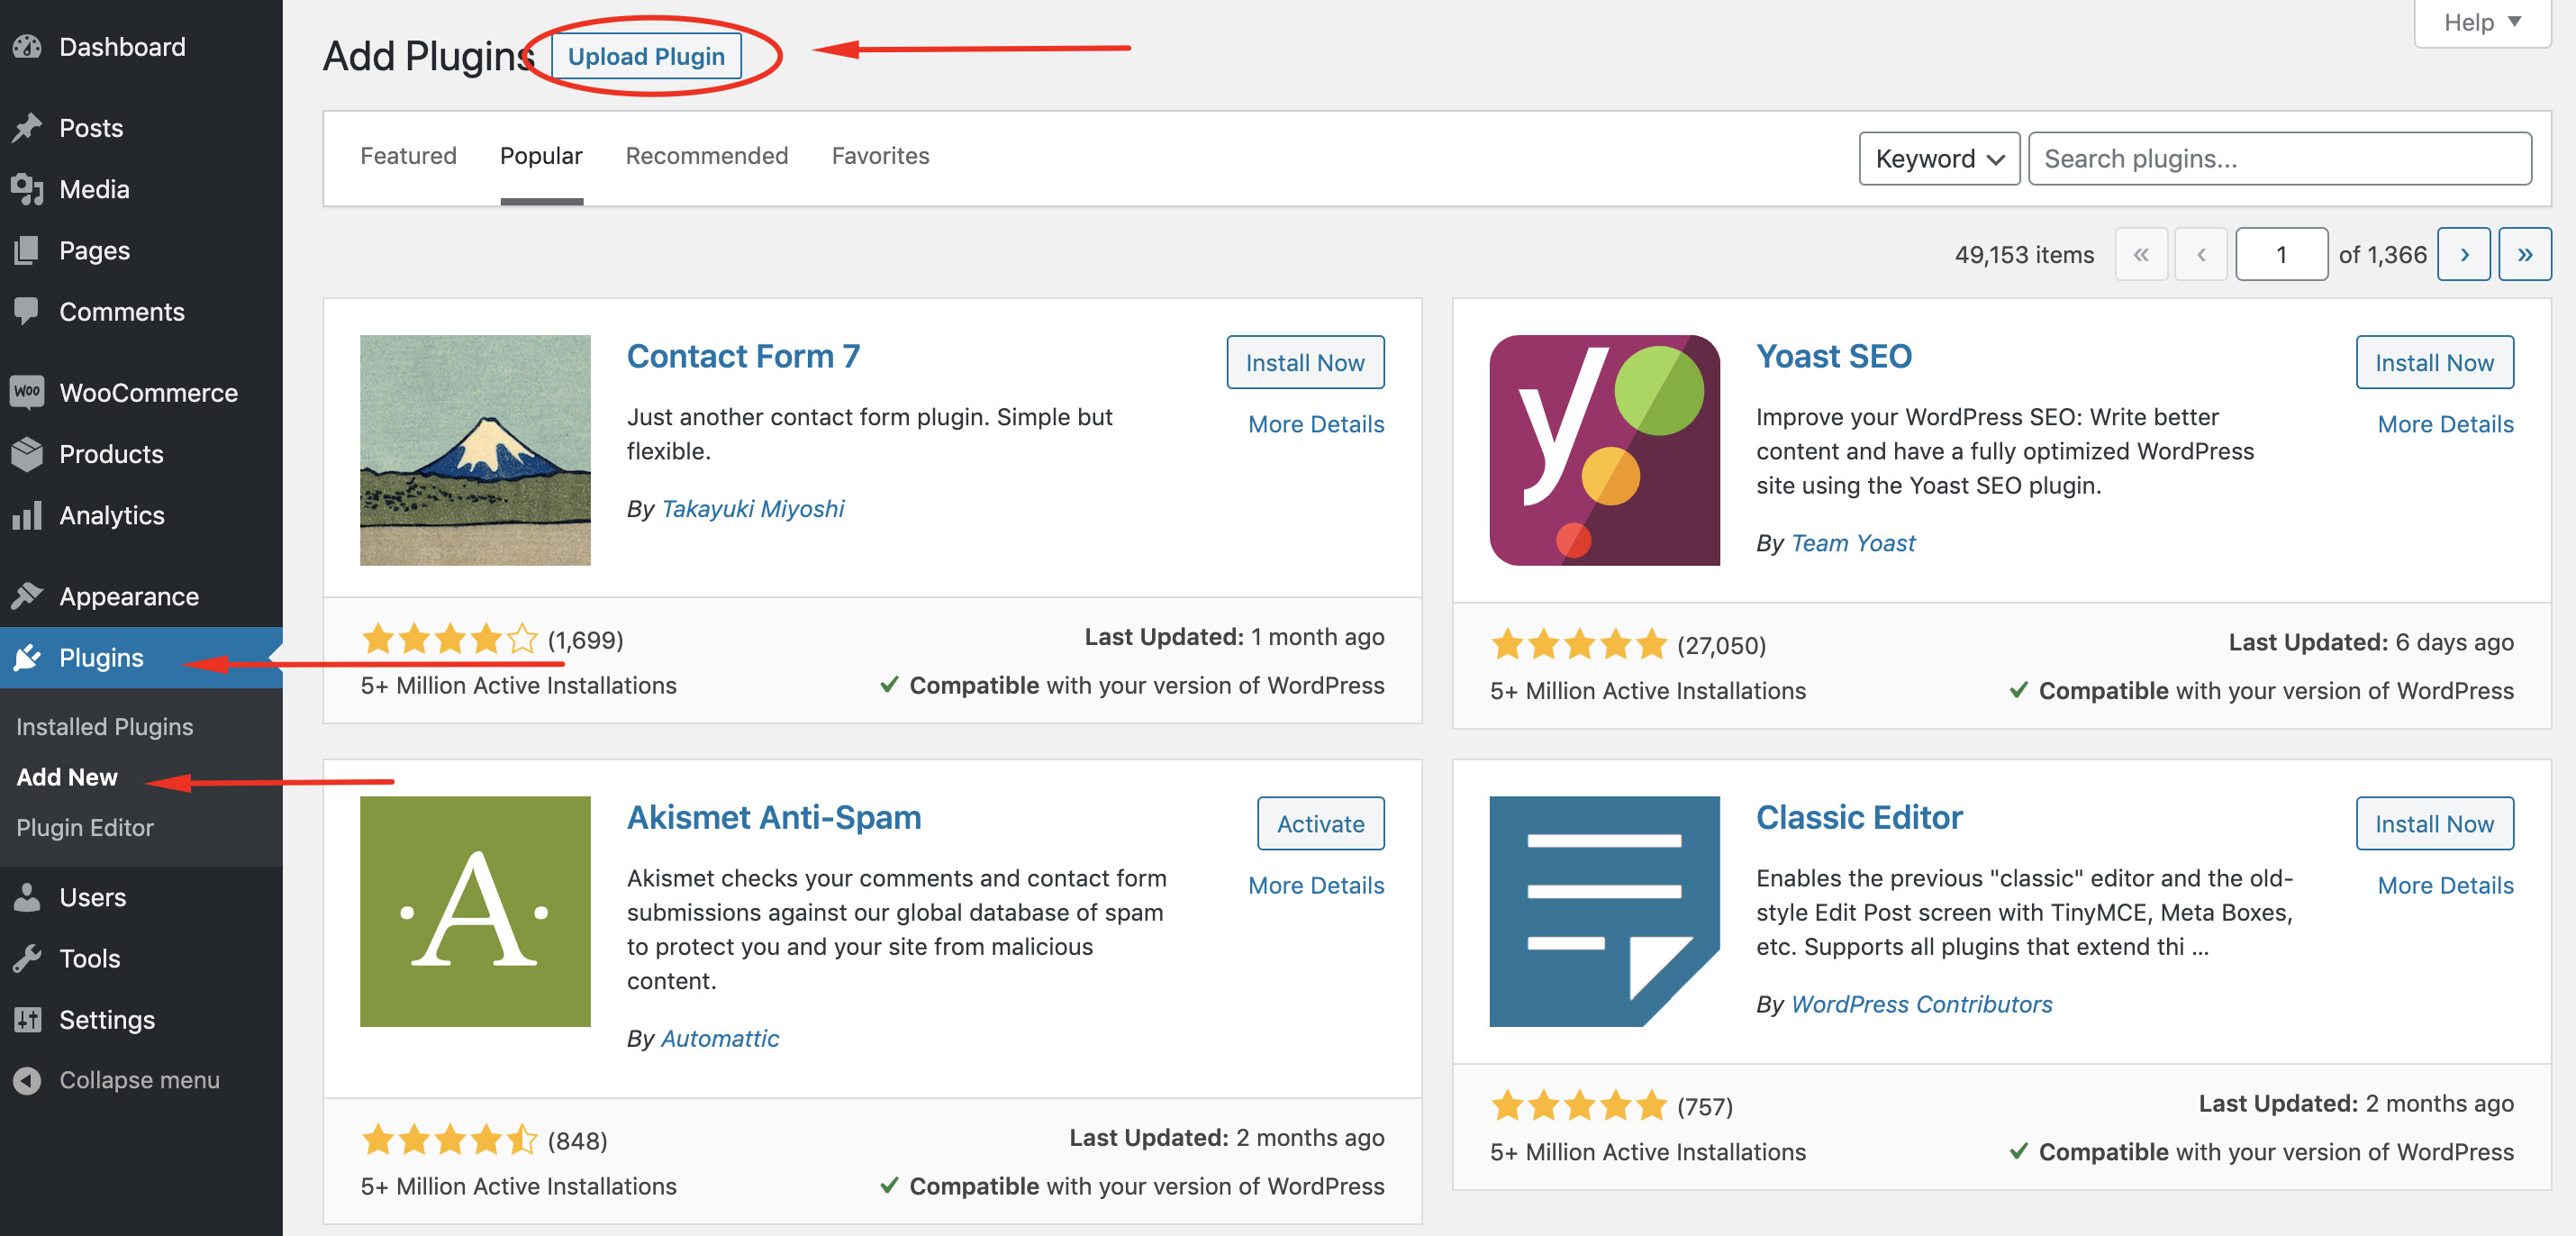 Dashboard
Posts
Media
Pages
Comments
WOO
WooCommerce
Products
Analytics
Appearance
Plugins
Installed Plugins
Add New
Plugin Editor
Users
Tools
Settings
Collapse menu
Add Plugins
Upload Plugin
Help
Featured
Popular
Recommended
Favorites
Keyword
Search plugins...
49,153 items
«
‹
1
of 1,366
›
»
Contact Form 7
Install Now
More Details
Just another contact form plugin. Simple but
flexible.
By Takayuki Miyoshi
(1,699)
Last Updated: 1 month ago
5+ Million Active Installations
Compatible with your version of WordPress
y
Yoast SEO
Install Now
More Details
Improve your WordPress SEO: Write better
content and have a fully optimized WordPress
site using the Yoast SEO plugin.
By Team Yoast
(27,050)
Last Updated: 6 days ago
5+ Million Active Installations
Compatible with your version of WordPress
·A·
Akismet Anti-Spam
Activate
More Details
Akismet checks your comments and contact form
submissions against our global database of spam
to protect you and your site from malicious
content.
By Automattic
(848)
Last Updated: 2 months ago
5+ Million Active Installations
Compatible with your version of WordPress
Classic Editor
Install Now
More Details
Enables the previous "classic" editor and the old-
style Edit Post screen with TinyMCE, Meta Boxes,
etc. Supports all plugins that extend thi ...
By WordPress Contributors
(757)
Last Updated: 2 months ago
5+ Million Active Installations
Compatible with your version of WordPress